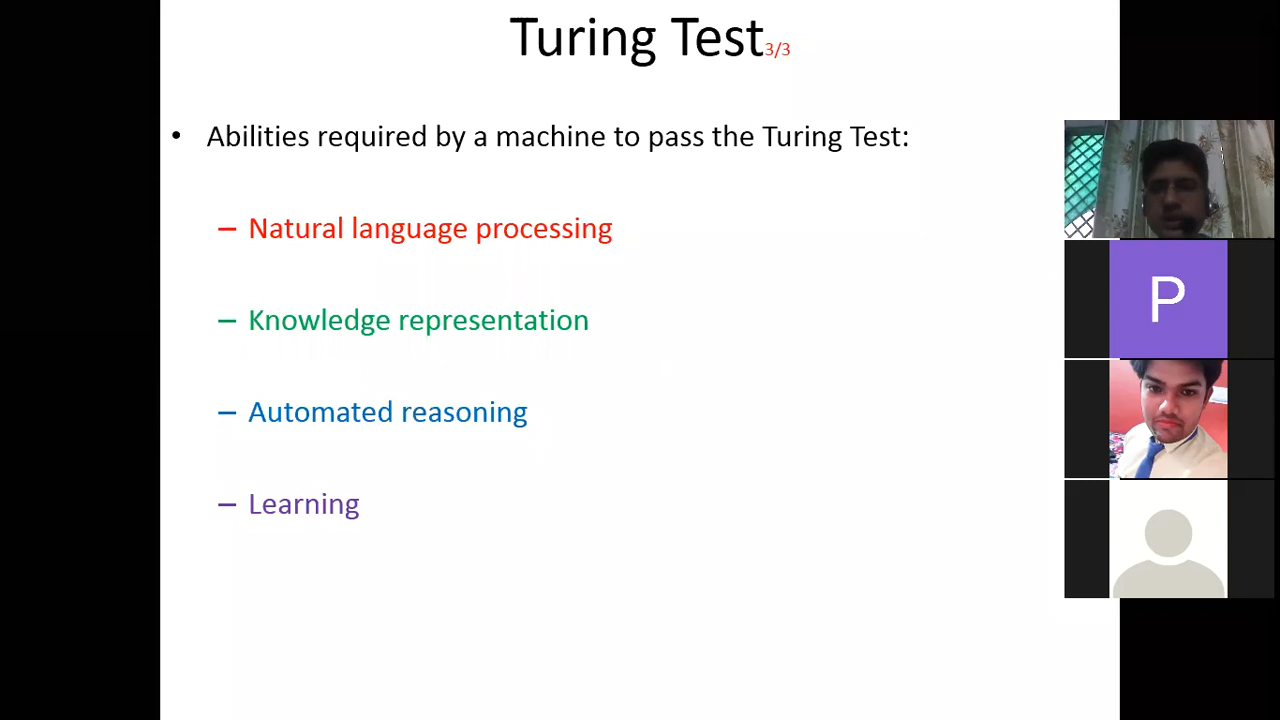 Turing Test3/3
• Abilities required by a machine to pass the Turing Test:
– Natural language processing
– Knowledge representation
– Automated reasoning
– Learning
P